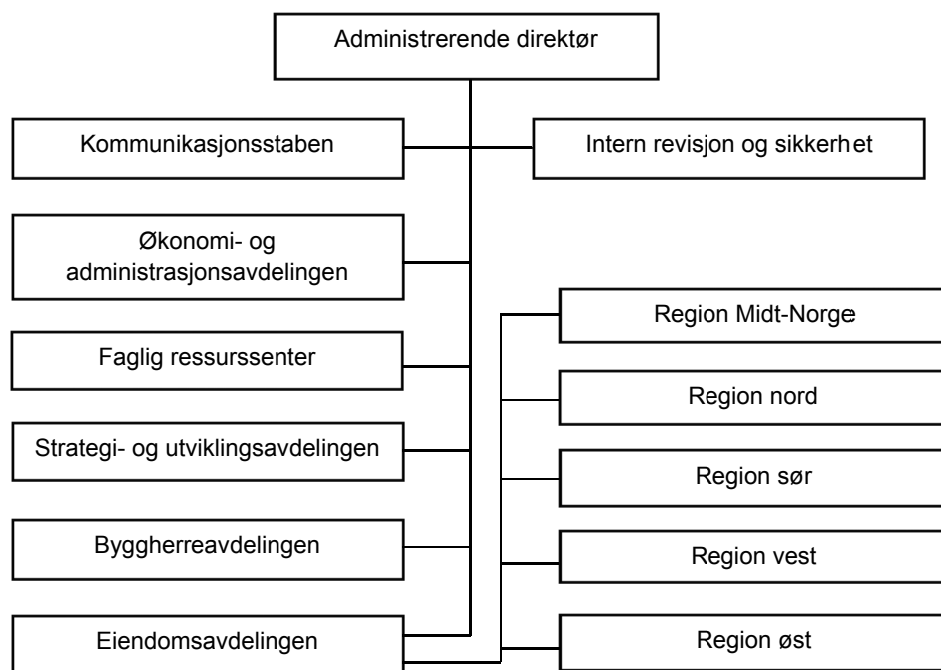 Administrerende direktør
Kommunikasjonsstaben
Intern revisjon og sikkerhet
Økonomi- og
administrasjonsavdelingen
Faglig ressurssenter
Strategi- og utviklingsavdelingen
Byggherreavdelingen
Eiendomsavdelingen
Region Midt-Norge
Region nord
Region sør
Region vest
Region øst